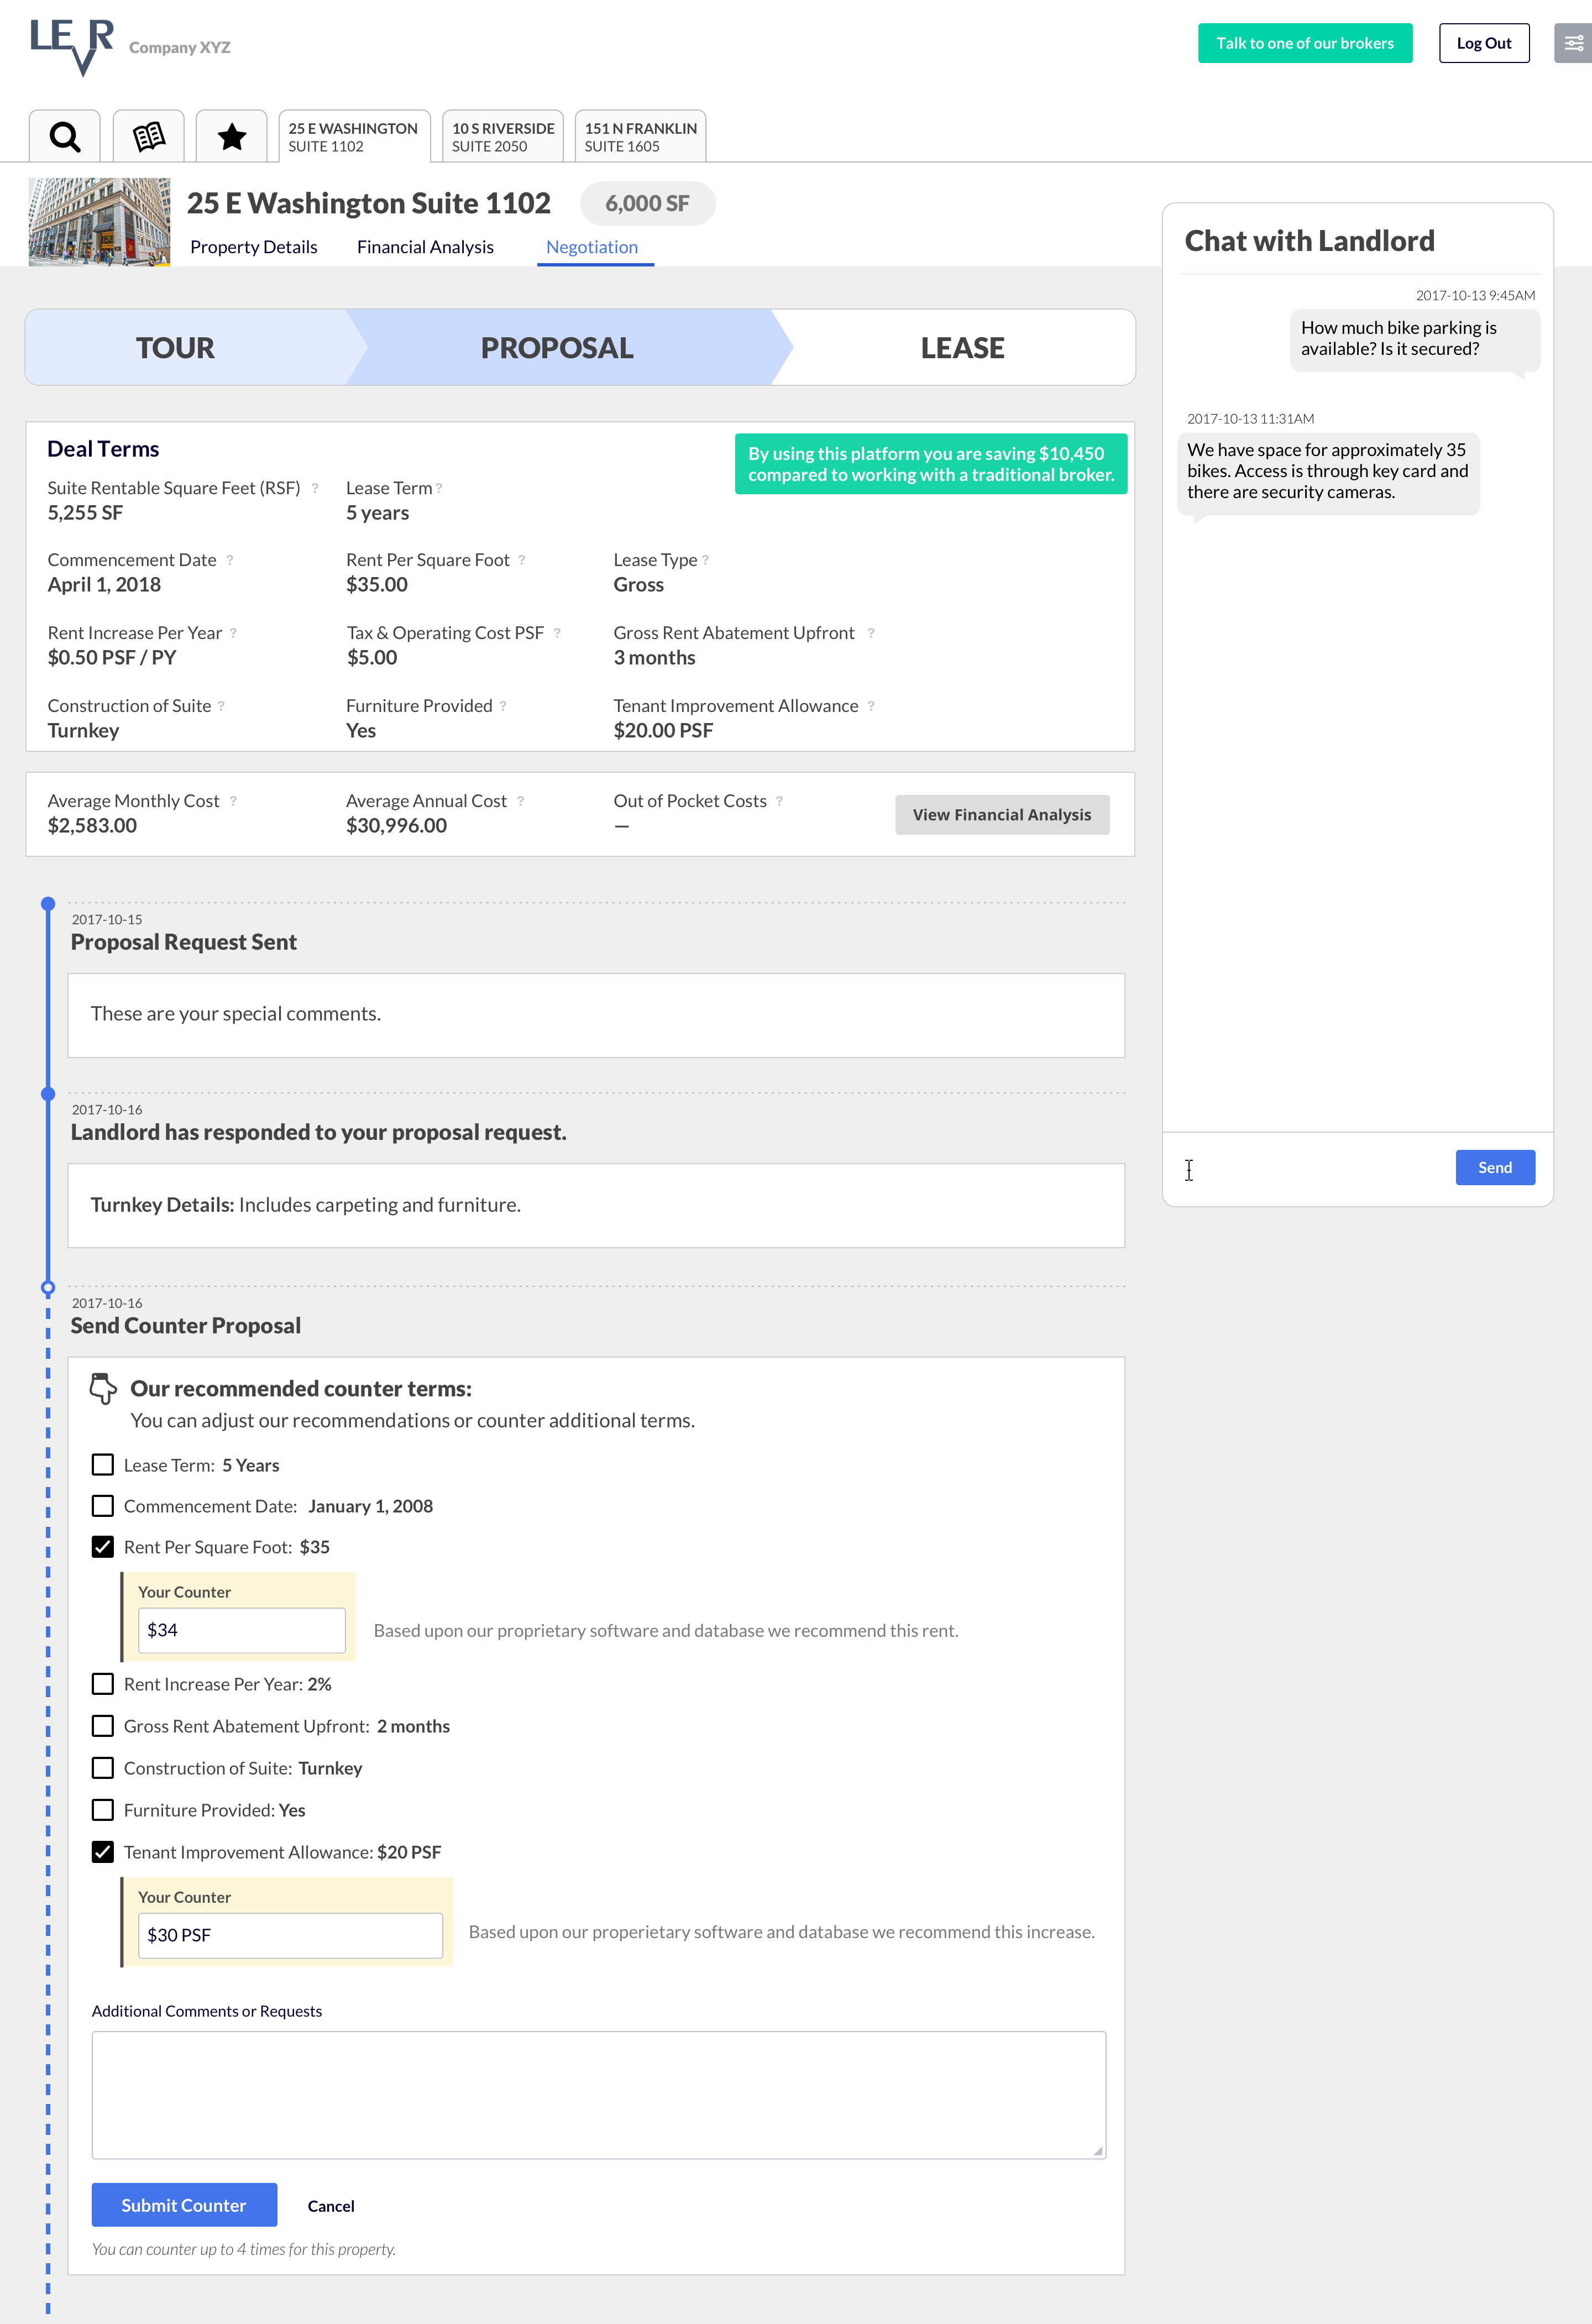 LEVR
Company XYZ
Talk to one of our brokers
Log Out
25 E WASHINGTON
SUITE 1102
10 S RIVERSIDE
SUITE 2050
151 N FRANKLIN
SUITE 1605
25 E Washington Suite 1102
6,000 SF
Property Details
Financial Analysis
Negotiation
TOUR
PROPOSAL
LEASE
Deal Terms
By using this platform you are saving $10,450
compared to working with a traditional broker.
Suite Rentable Square Feet (RSF) ?
5,255 SF
Lease Term ?
5 years
Commencement Date ?
April 1, 2018
Rent Per Square Foot ?
$35.00
Lease Type ?
Gross
Rent Increase Per Year ?
$0.50 PSF / PY
Tax & Operating Cost PSF ?
$5.00
Gross Rent Abatement Upfront ?
3 months
Construction of Suite ?
Turnkey
Furniture Provided ?
Yes
Tenant Improvement Allowance ?
$20.00 PSF
Average Monthly Cost ?
$2,583.00
Average Annual Cost ?
$30,996.00
Out of Pocket Costs ?
—
View Financial Analysis
2017-10-15
Proposal Request Sent
These are your special comments.
2017-10-16
Landlord has responded to your proposal request.
Turnkey Details: Includes carpeting and furniture.
2017-10-16
Send Counter Proposal
Our recommended counter terms:
You can adjust our recommendations or counter additional terms.
Lease Term: 5 Years
Commencement Date: January 1, 2008
Rent Per Square Foot: $35
Your Counter
$34
Based upon our proprietary software and database we recommend this rent.
Rent Increase Per Year: 2%
Gross Rent Abatement Upfront: 2 months
Construction of Suite: Turnkey
Furniture Provided: Yes
Tenant Improvement Allowance: $20 PSF
Your Counter
$30 PSF
Based upon our properietary software and database we recommend this increase.
Additional Comments or Requests
Submit Counter
Cancel
You can counter up to 4 times for this property.
Chat with Landlord
2017-10-13 9:45AM
How much bike parking is
available? Is it secured?
2017-10-13 11:31AM
We have space for approximately 35
bikes. Access is through key card and
there are security cameras.
Send